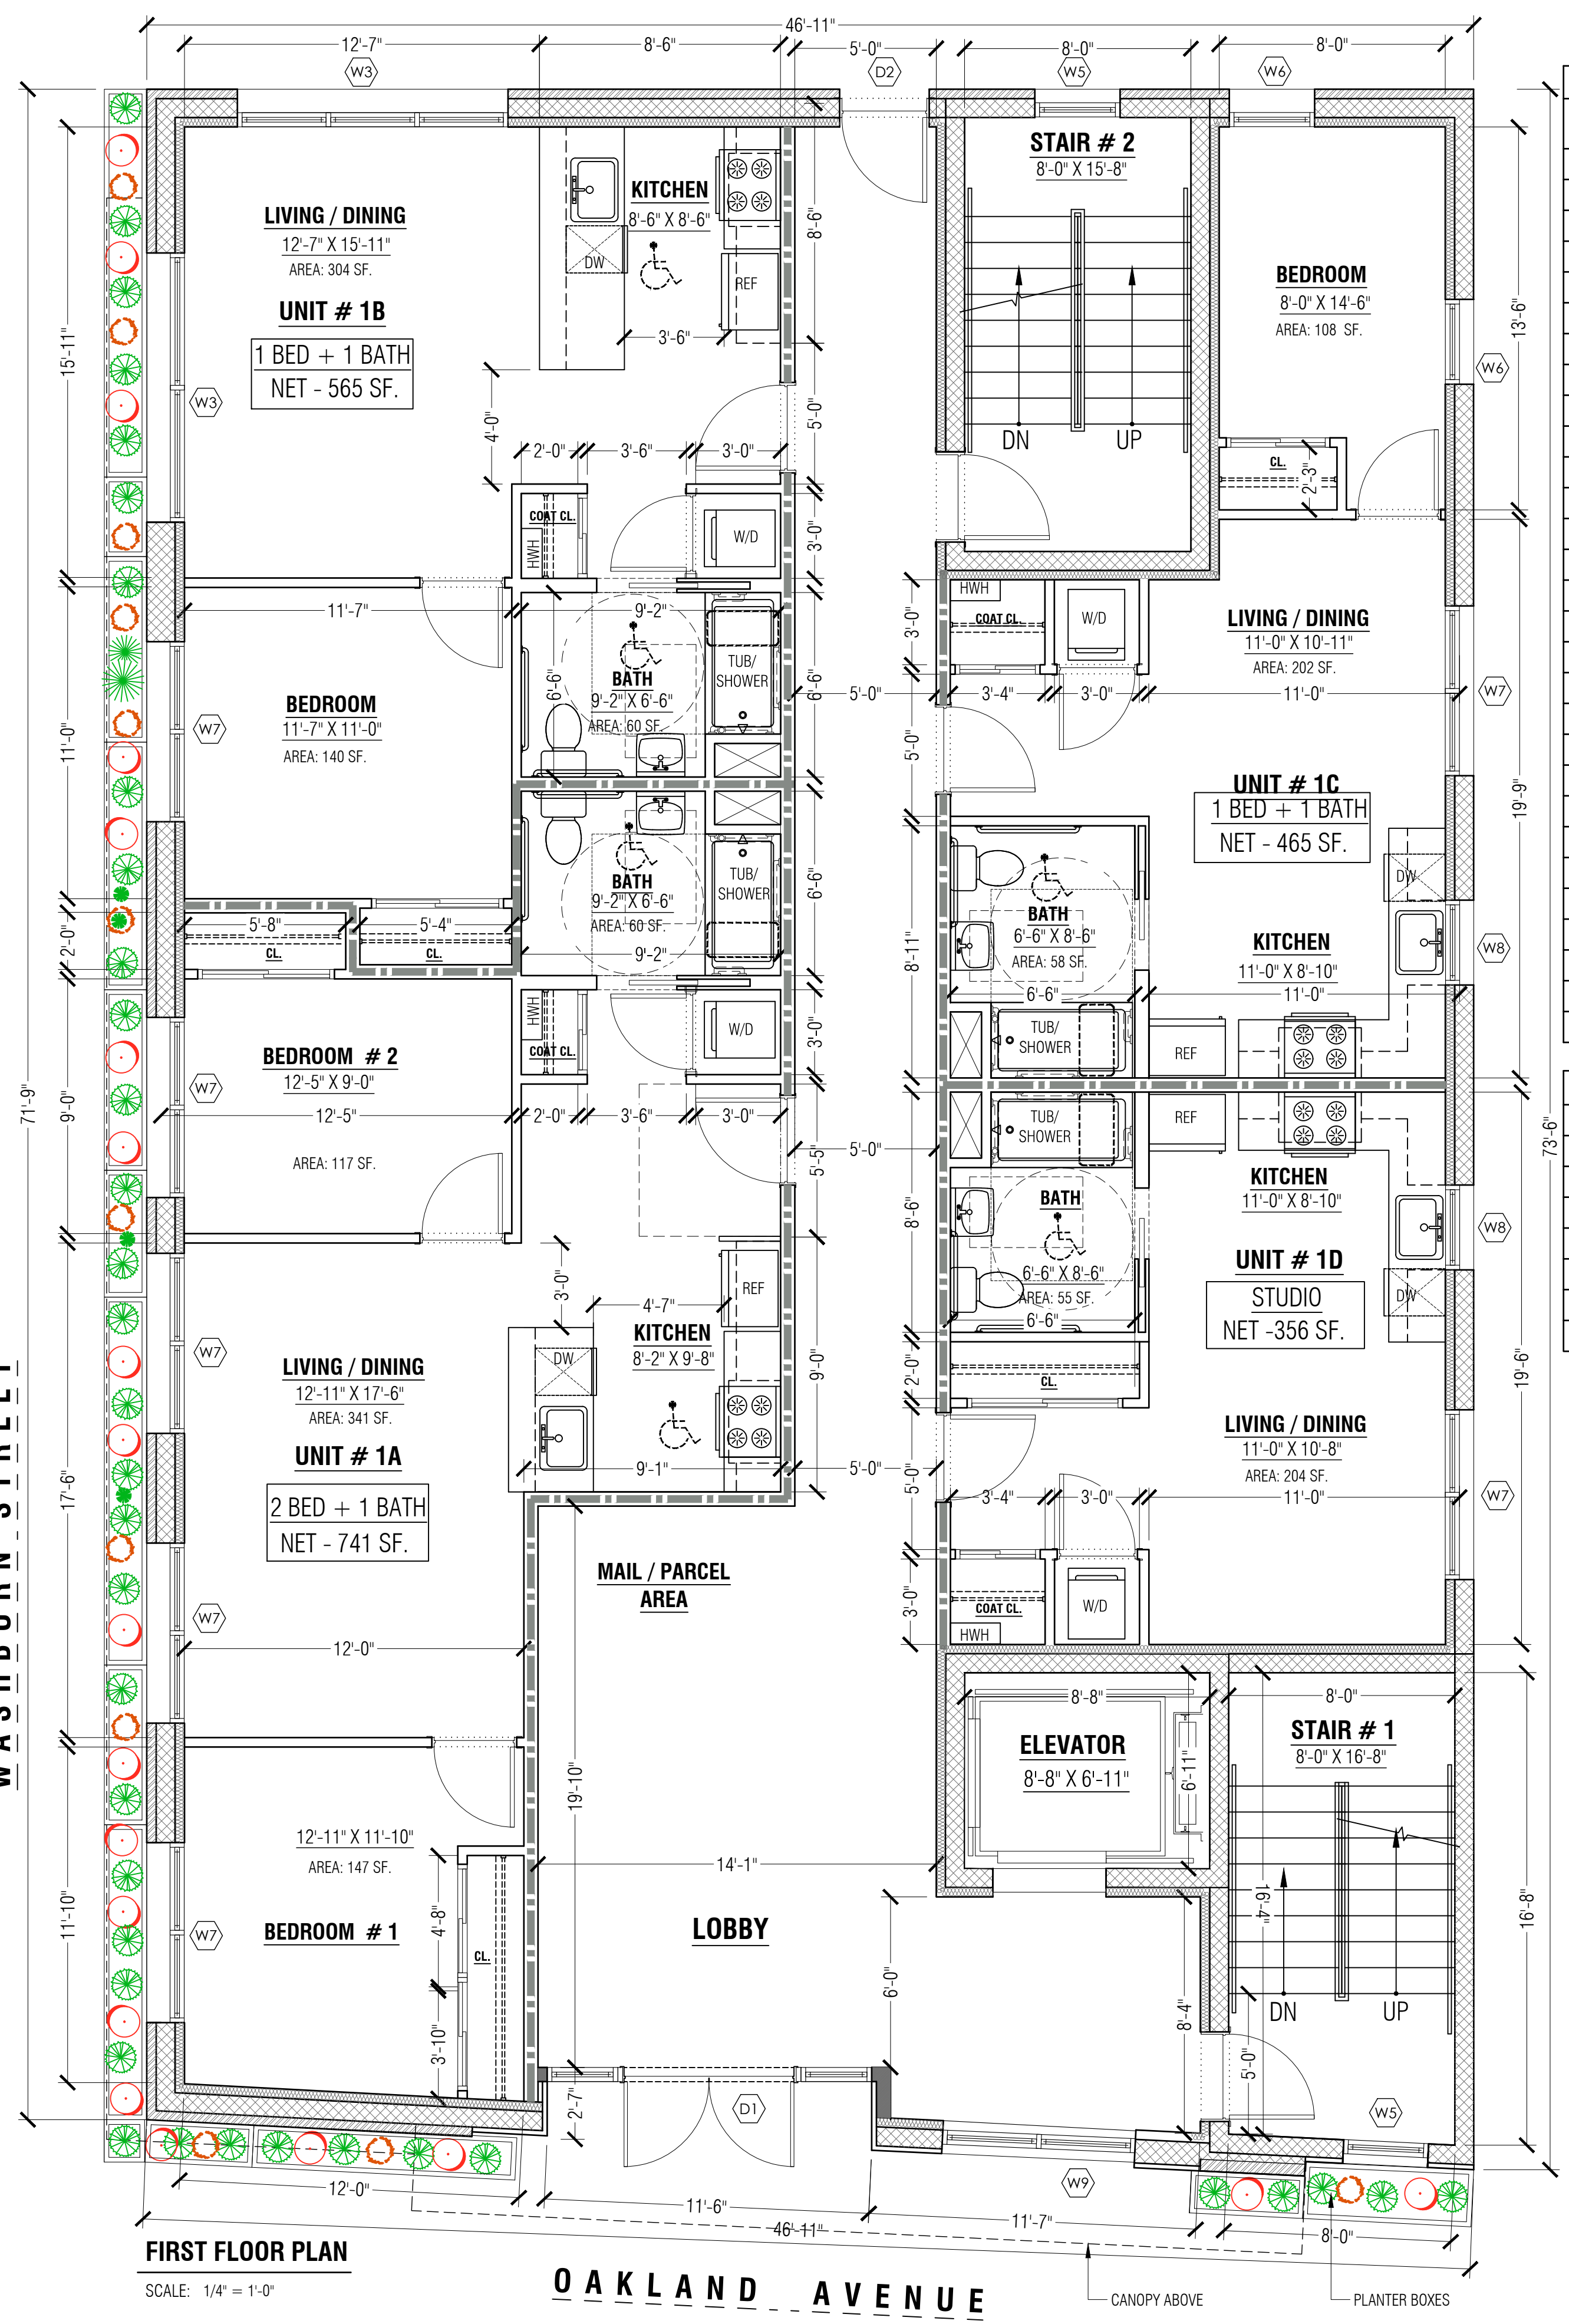 46'-11"
12'-7"
8'-6"
5'-0"
8'-0"
8'-0"
W3
D2
W5
W6
STAIR # 2
8'-0" X 15'-8"
DN
UP
KITCHEN
8'-6" X 8'-6"
DW
REF
3'-6"
8'-6"
LIVING / DINING
12'-7" X 15'-11"
AREA: 304 SF.
UNIT # 1B
1 BED + 1 BATH
NET - 565 SF.
15'-11"
W3
4'-0"
2'-0"
3'-6"
3'-0"
5'-0"
BEDROOM
8'-0" X 14'-6"
AREA: 108 SF.
13'-6"
W6
CL.
2'-3"
COAT CL.
HWH
W/D
3'-0"
11'-7"
9'-2"
TUB/
SHOWER
BATH
9'-2" X 6'-6"
AREA: 60 SF.
6'-6"
6'-6"
BEDROOM
11'-7" X 11'-0"
AREA: 140 SF.
11'-0"
W7
HWH
COAT CL.
W/D
3'-0"
3'-4"
3'-0"
11'-0"
5'-0"
5'-0"
LIVING / DINING
11'-0" X 10'-11"
AREA: 202 SF.
W7
UNIT # 1C
1 BED + 1 BATH
NET - 465 SF.
19'-9"
TUB/
SHOWER
BATH
9'-2" X 6'-6"
AREA: 60 SF.
9'-2"
6'-6"
5'-8"
CL.
5'-4"
CL.
2'-0"
BATH
6'-6" X 8'-6"
AREA: 58 SF.
6'-6"
8'-11"
TUB/
SHOWER
DW
KITCHEN
11'-0" X 8'-10"
11'-0"
W8
REF
HWH
COAT CL.
W/D
3'-0"
BEDROOM # 2
12'-5" X 9'-0"
12'-5"
AREA: 117 SF.
9'-0"
W7
2'-0"
3'-6"
3'-0"
5'-5"
5'-0"
71'-9"
73'-6"
TUB/
SHOWER
REF
BATH
6'-6" X 8'-6"
AREA: 55 SF.
6'-6"
8'-6"
KITCHEN
11'-0" X 8'-10"
W8
DW
UNIT # 1D
STUDIO
NET -356 SF.
19'-6"
3'-0"
4'-7"
REF
KITCHEN
8'-2" X 9'-8"
DW
9'-0"
9'-1"
5'-0"
LIVING / DINING
12'-11" X 17'-6"
AREA: 341 SF.
UNIT # 1A
2 BED + 1 BATH
NET - 741 SF.
17'-6"
W7
W7
12'-0"
CL.
2'-0"
5'-0"
LIVING / DINING
11'-0" X 10'-8"
AREA: 204 SF.
3'-4"
3'-0"
11'-0"
W7
COAT CL.
HWH
W/D
3'-0"
MAIL / PARCEL
AREA
19'-10"
14'-1"
LOBBY
ELEVATOR
8'-8" X 6'-11"
8'-8"
6'-11"
8'-0"
STAIR # 1
8'-0" X 16'-8"
16'-4"
16'-8"
DN
UP
12'-11" X 11'-10"
AREA: 147 SF.
BEDROOM # 1
11'-10"
W7
4'-8"
3'-10"
CL.
6'-0"
8'-4"
5'-0"
2'-7"
D1
W5
W9
12'-0"
11'-6"
11'-7"
8'-0"
46'-11"
FIRST FLOOR PLAN
SCALE: 1/4" = 1'-0"
OAKLAND AVENUE
CANOPY ABOVE
PLANTER BOXES